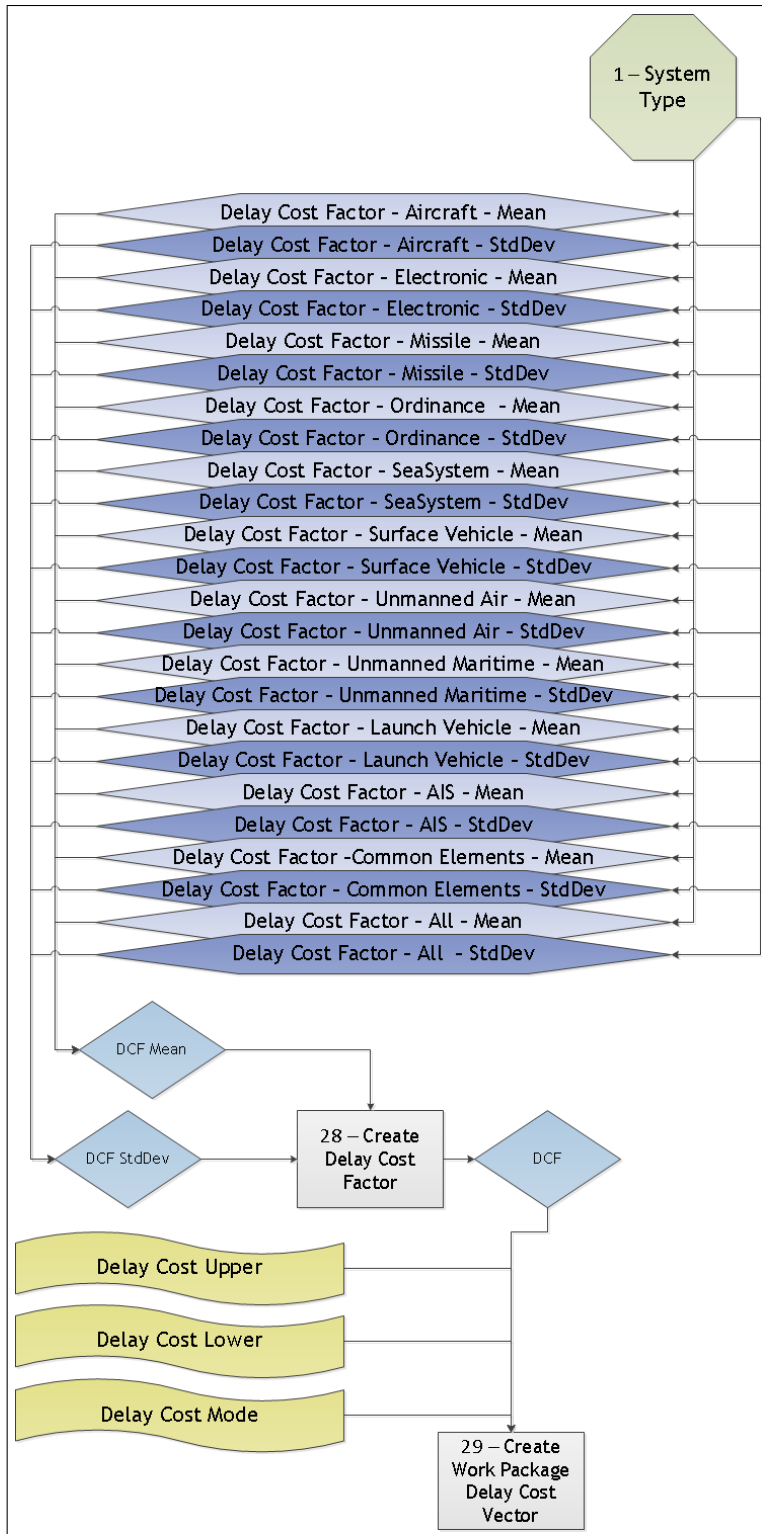 1 – System
Type
Delay Cost Factor - Aircraft - Mean
Delay Cost Factor - Aircraft - StdDev
Delay Cost Factor - Electronic - Mean
Delay Cost Factor - Electronic - StdDev
Delay Cost Factor - Missile - Mean
Delay Cost Factor - Missile - StdDev
Delay Cost Factor - Ordinance  - Mean
Delay Cost Factor - Ordinance - StdDev
Delay Cost Factor - SeaSystem - Mean
Delay Cost Factor - SeaSystem - StdDev
Delay Cost Factor - Surface Vehicle - Mean
Delay Cost Factor - Surface Vehicle - StdDev
Delay Cost Factor - Unmanned Air - Mean
Delay Cost Factor - Unmanned Air - StdDev
Delay Cost Factor - Unmanned Maritime - Mean
Delay Cost Factor - Unmanned Maritime - StdDev
Delay Cost Factor - Launch Vehicle - Mean
Delay Cost Factor - Launch Vehicle - StdDev
Delay Cost Factor - AIS - Mean
Delay Cost Factor - AIS - StdDev
Delay Cost Factor -Common Elements - Mean
Delay Cost Factor - Common Elements - StdDev
Delay Cost Factor - All - Mean
Delay Cost Factor - All  - StdDev
DCF Mean
DCF StdDev
28 – Create
Delay Cost
Factor
DCF
Delay Cost Upper
Delay Cost Lower
Delay Cost Mode
29 – Create
Work Package
Delay Cost
Vector